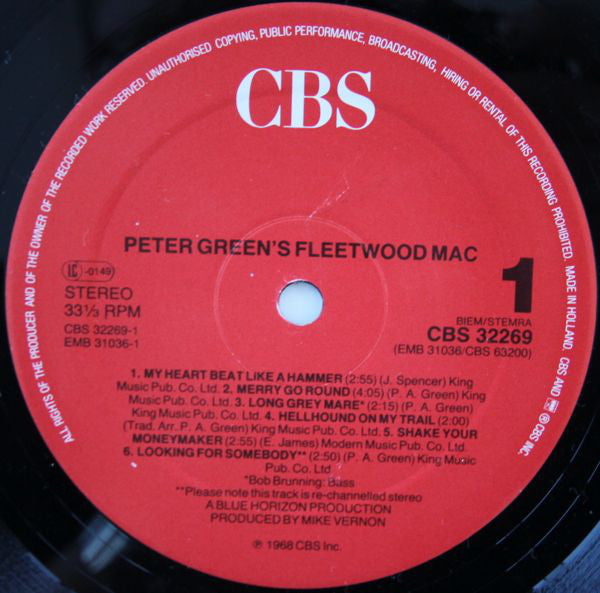 ALL RIGHTS OF THE PRODUCER AND OF THE OWNER OF THE RECORDED WORK RESERVED. UNAUTHORISED COPYING, PUBLIC PERFORMANCE, BROADCASTING, HIRING OR RENTAL OF THIS RECORDING PROHIBITED. MADE IN HOLLAND. CBS AND ℗ CBS INC.
CBS
PETER GREEN'S FLEETWOOD MAC
LC -0149
STEREO
33⅓ RPM
CBS 32269-1
EMB 31036-1
1
BIEM/STEMRA
CBS 32269
(EMB 31036/CBS 63200)
1. MY HEART BEAT LIKE A HAMMER (2:55) (J. Spencer) King
Music Pub. Co. Ltd. 2. MERRY GO ROUND (4:05) (P. A. Green) King
Music Pub. Co. Ltd. 3. LONG GREY MARE* (2:15) (P. A. Green)
King Music Pub. Co. Ltd. 4. HELLHOUND ON MY TRAIL (2:00)
(Trad. Arr. P. A. Green) King Music Pub. Co. Ltd. 5. SHAKE YOUR
MONEYMAKER (2:55) (E. James) Modern Music Pub. Co. Ltd.
6. LOOKING FOR SOMEBODY** (2:50) (P. A. Green) King Music
Pub. Co. Ltd
*Bob Brunning: Bass
**Please note this track is re-channelled stereo
A BLUE HORIZON PRODUCTION
PRODUCED BY MIKE VERNON
℗ 1968 CBS Inc.